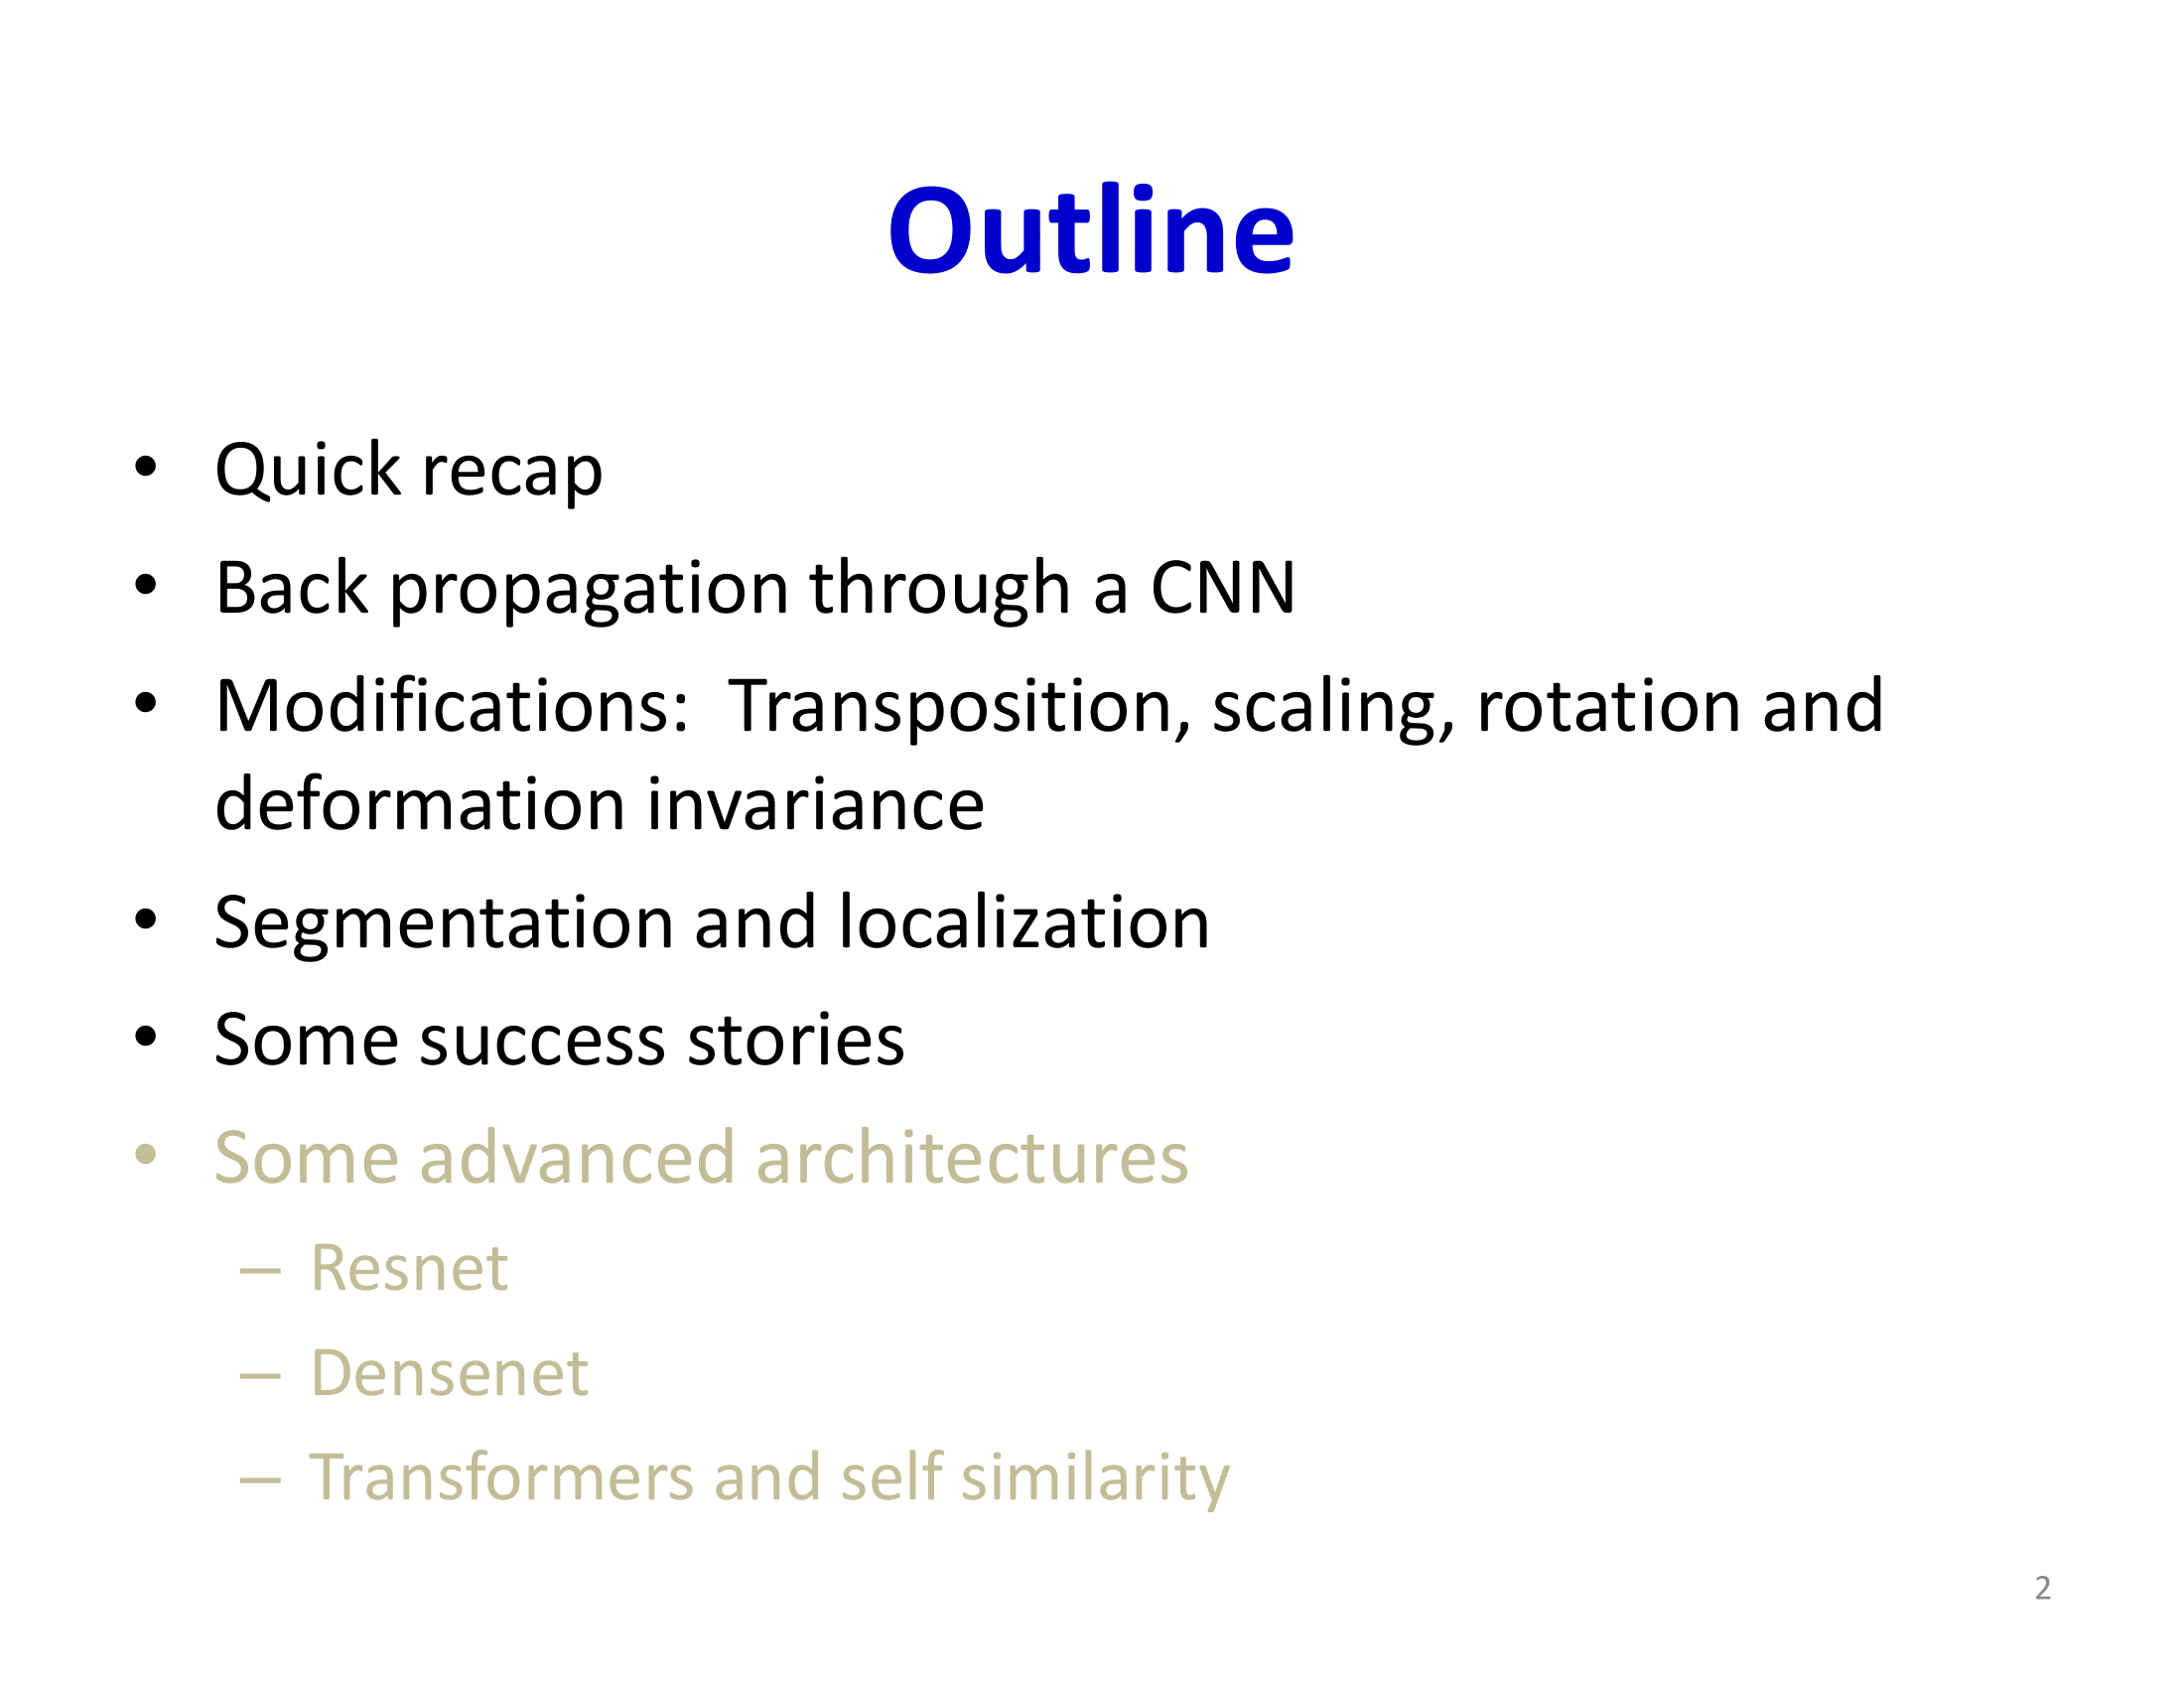 Outline
• Quick recap
• Back propagation through a CNN
• Modifications:  Transposition, scaling, rotation and
deformation invariance
• Segmentation and localization
• Some success stories
• Some advanced architectures
– Resnet
– Densenet
– Transformers and self similarity
2